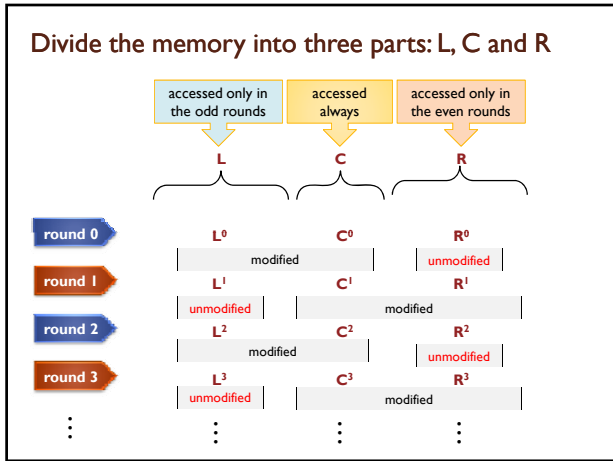 Divide the memory into three parts: L, C and R
accessed only in
the odd rounds
accessed
always
accessed only in
the even rounds
L C R
round 0 L⁰ C⁰ R⁰
modified unmodified
round 1 L¹ C¹ R¹
unmodified modified
round 2 L² C² R²
modified unmodified
round 3 L³ C³ R³
unmodified modified